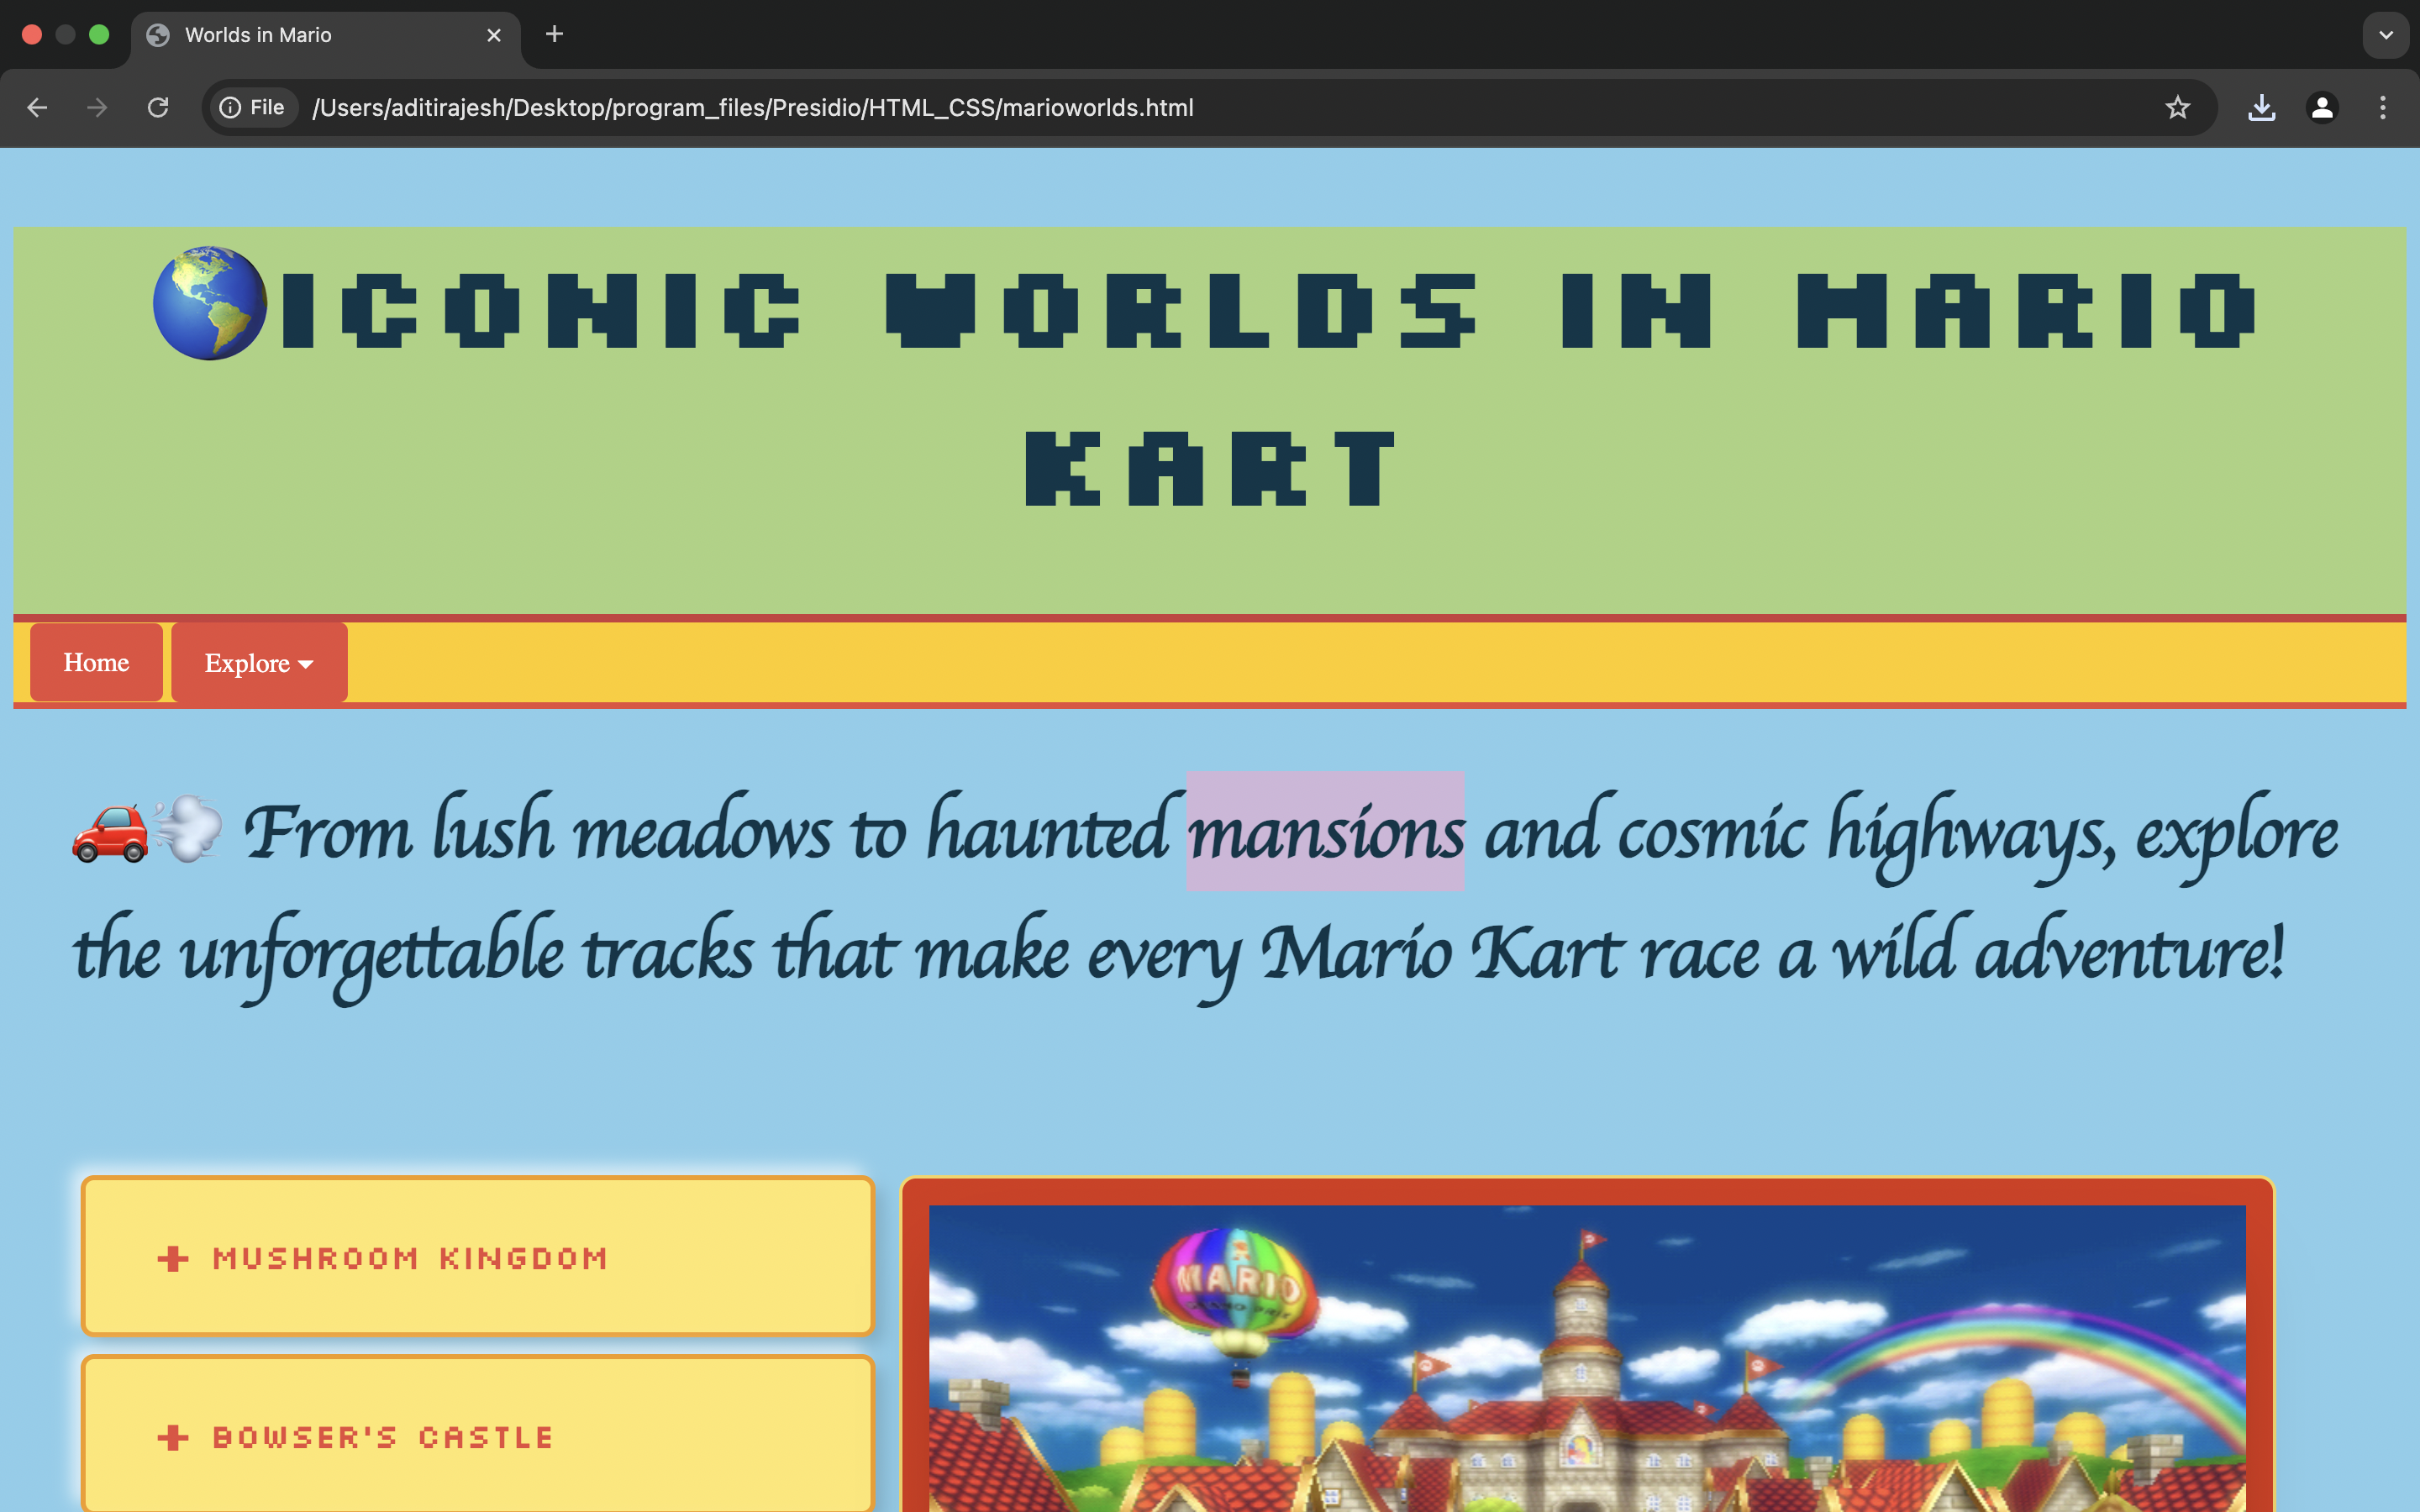 Worlds in Mario
File /Users/aditirajesh/Desktop/program_files/Presidio/HTML_CSS/marioworlds.html
🌎ICONIC WORLDS IN MARIO
KART
Home Explore
🚗💨 From lush meadows to haunted mansions and cosmic highways, explore
the unforgettable tracks that make every Mario Kart race a wild adventure!
+ MUSHROOM KINGDOM
MARIO
+ BOWSER'S CASTLE